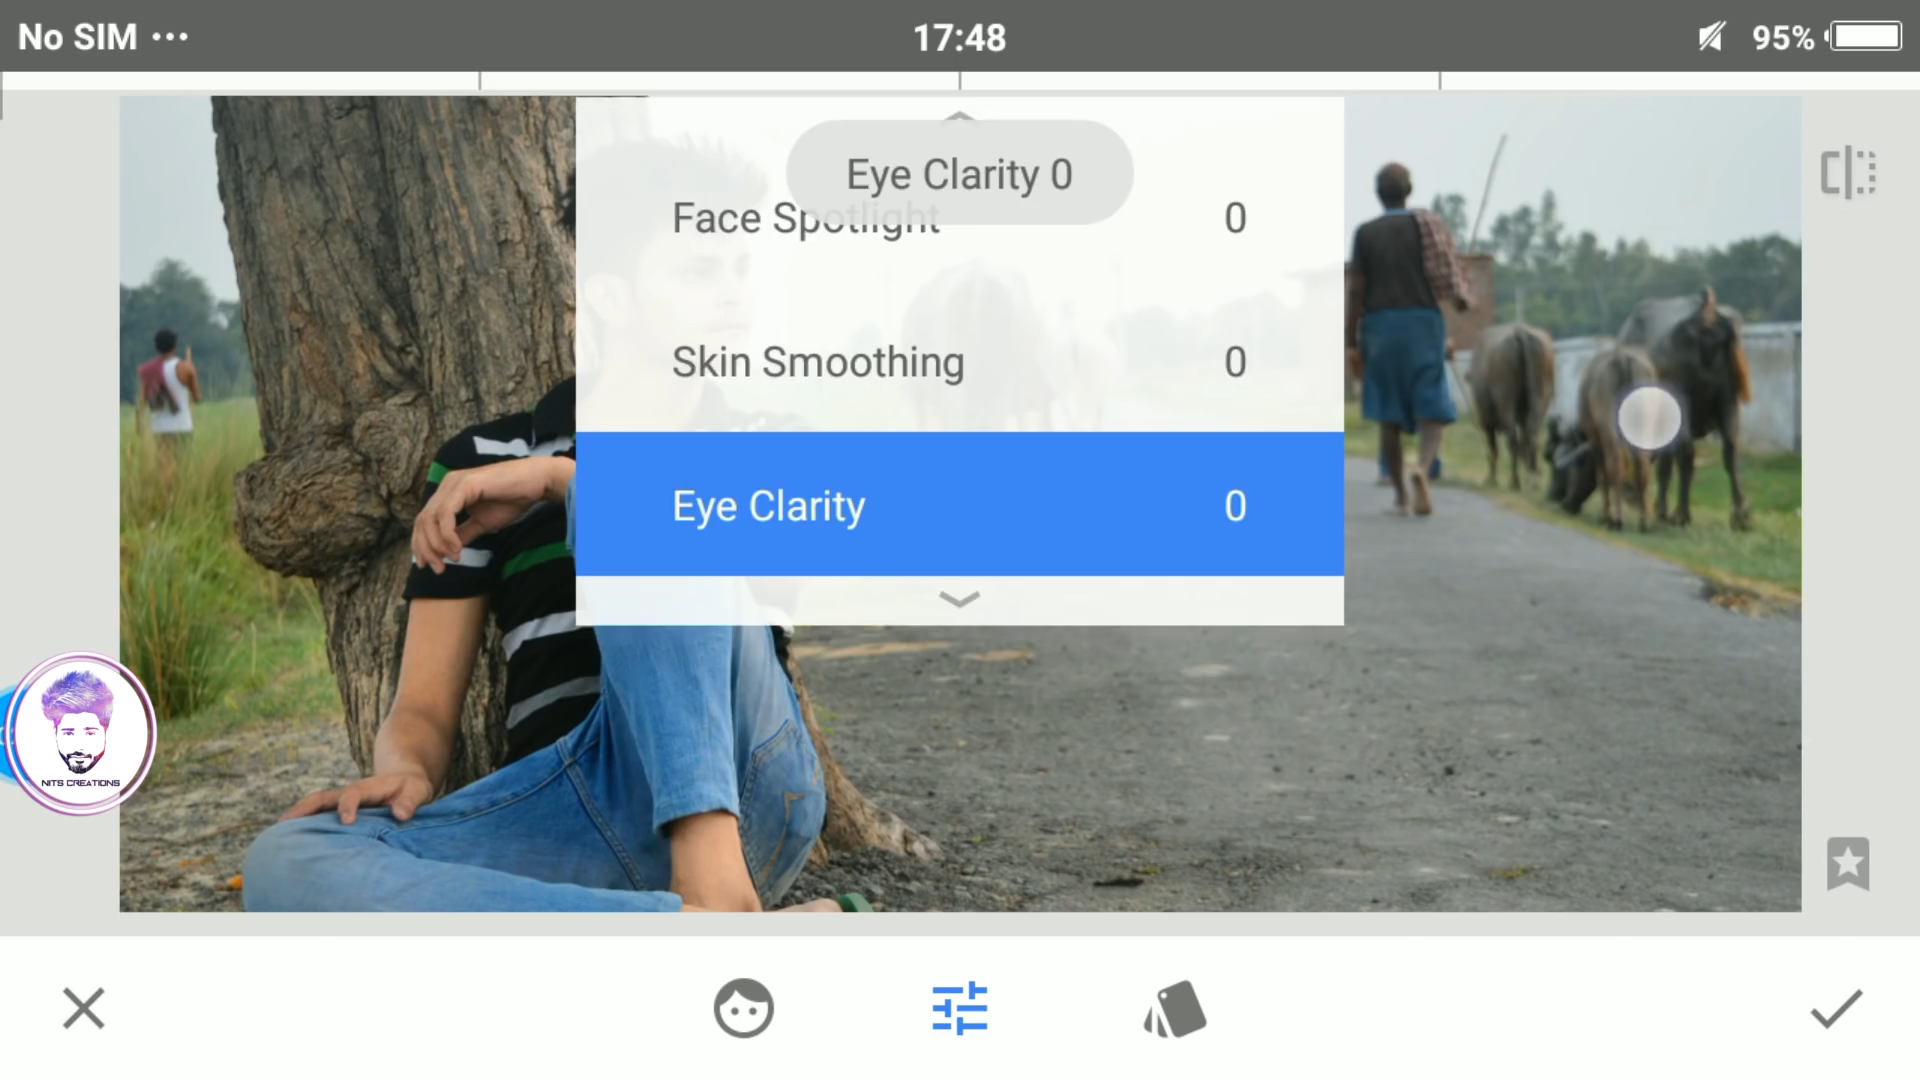 No SIM ...
17:48
95%
Eye Clarity 0
Face Spotlight 0
Skin Smoothing 0
Eye Clarity 0
NITS CREATIONS